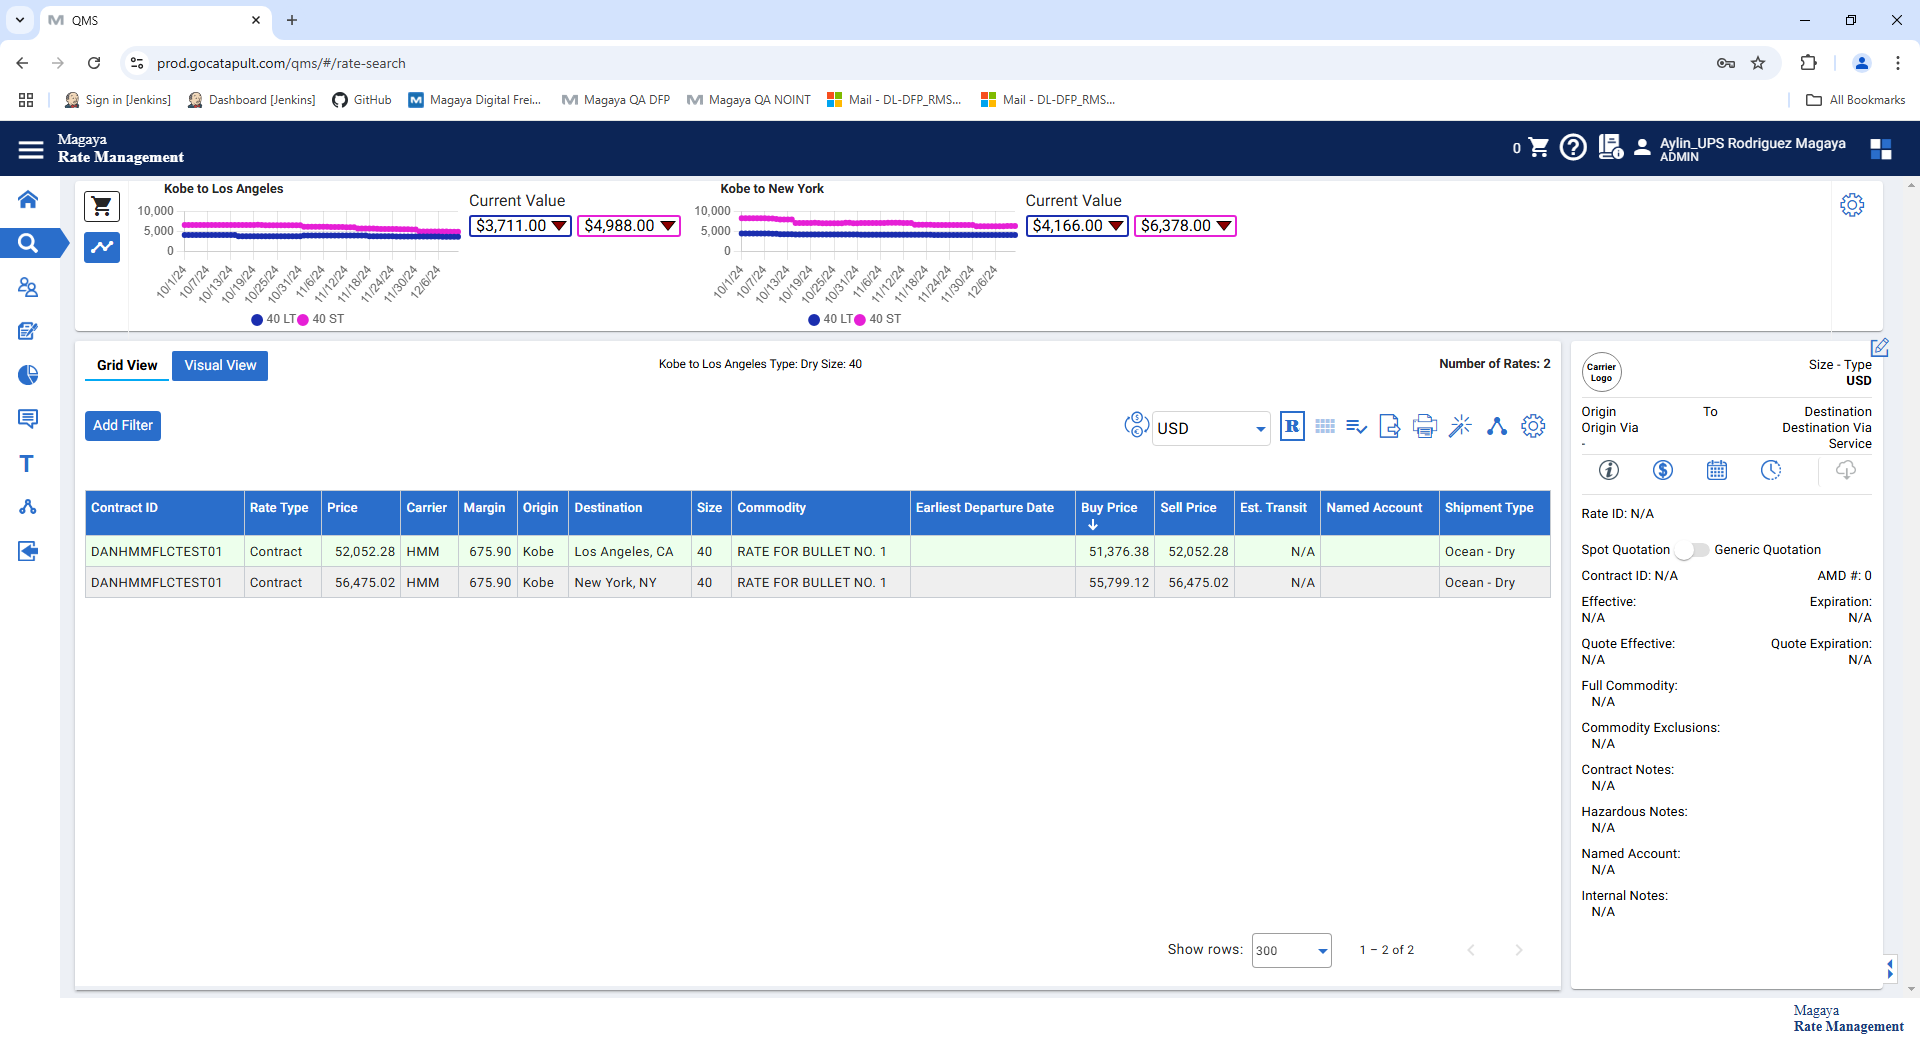 QMS
prod.gocatapult.com/qms/#/rate-search
Sign in [Jenkins]
Dashboard [Jenkins]
GitHub
Magaya Digital Frei...
Magaya QA DFP
Magaya QA NOINT
Mail - DL-DFP_RMS...
Mail - DL-DFP_RMS...
All Bookmarks
Magaya
Rate Management
0
Aylin_UPS Rodriguez Magaya
ADMIN
Kobe to Los Angeles
10,000
5,000
0
10/1/24
10/7/24
10/13/24
10/19/24
10/25/24
10/31/24
11/6/24
11/12/24
11/18/24
11/24/24
11/30/24
12/6/24
40 LT
40 ST
Current Value
$3,711.00
$4,988.00
Kobe to New York
10,000
5,000
0
10/1/24
10/7/24
10/13/24
10/19/24
10/25/24
10/31/24
11/6/24
11/12/24
11/18/24
11/24/24
11/30/24
12/6/24
40 LT
40 ST
Current Value
$4,166.00
$6,378.00
Grid View
Visual View
Kobe to Los Angeles Type: Dry Size: 40
Number of Rates: 2
Add Filter
USD
R
Contract ID Rate Type Price Carrier Margin Origin Destination Size Commodity Earliest Departure Date Buy Price Sell Price Est. Transit Named Account Shipment Type
DANHMMFLCTEST01 Contract 52,052.28 HMM 675.90 Kobe Los Angeles, CA 40 RATE FOR BULLET NO. 1 51,376.38 52,052.28 N/A Ocean - Dry
DANHMMFLCTEST01 Contract 56,475.02 HMM 675.90 Kobe New York, NY 40 RATE FOR BULLET NO. 1 55,799.12 56,475.02 N/A Ocean - Dry
Show rows: 300 1 – 2 of 2
Carrier
Logo
Size - Type
USD
Origin To Destination
Origin Via Destination Via
- Service
Rate ID: N/A
Spot Quotation Generic Quotation
Contract ID: N/A AMD #: 0
Effective: Expiration:
N/A N/A
Quote Effective: Quote Expiration:
N/A N/A
Full Commodity:
N/A
Commodity Exclusions:
N/A
Contract Notes:
N/A
Hazardous Notes:
N/A
Named Account:
N/A
Internal Notes:
N/A
T
Magaya
Rate Management